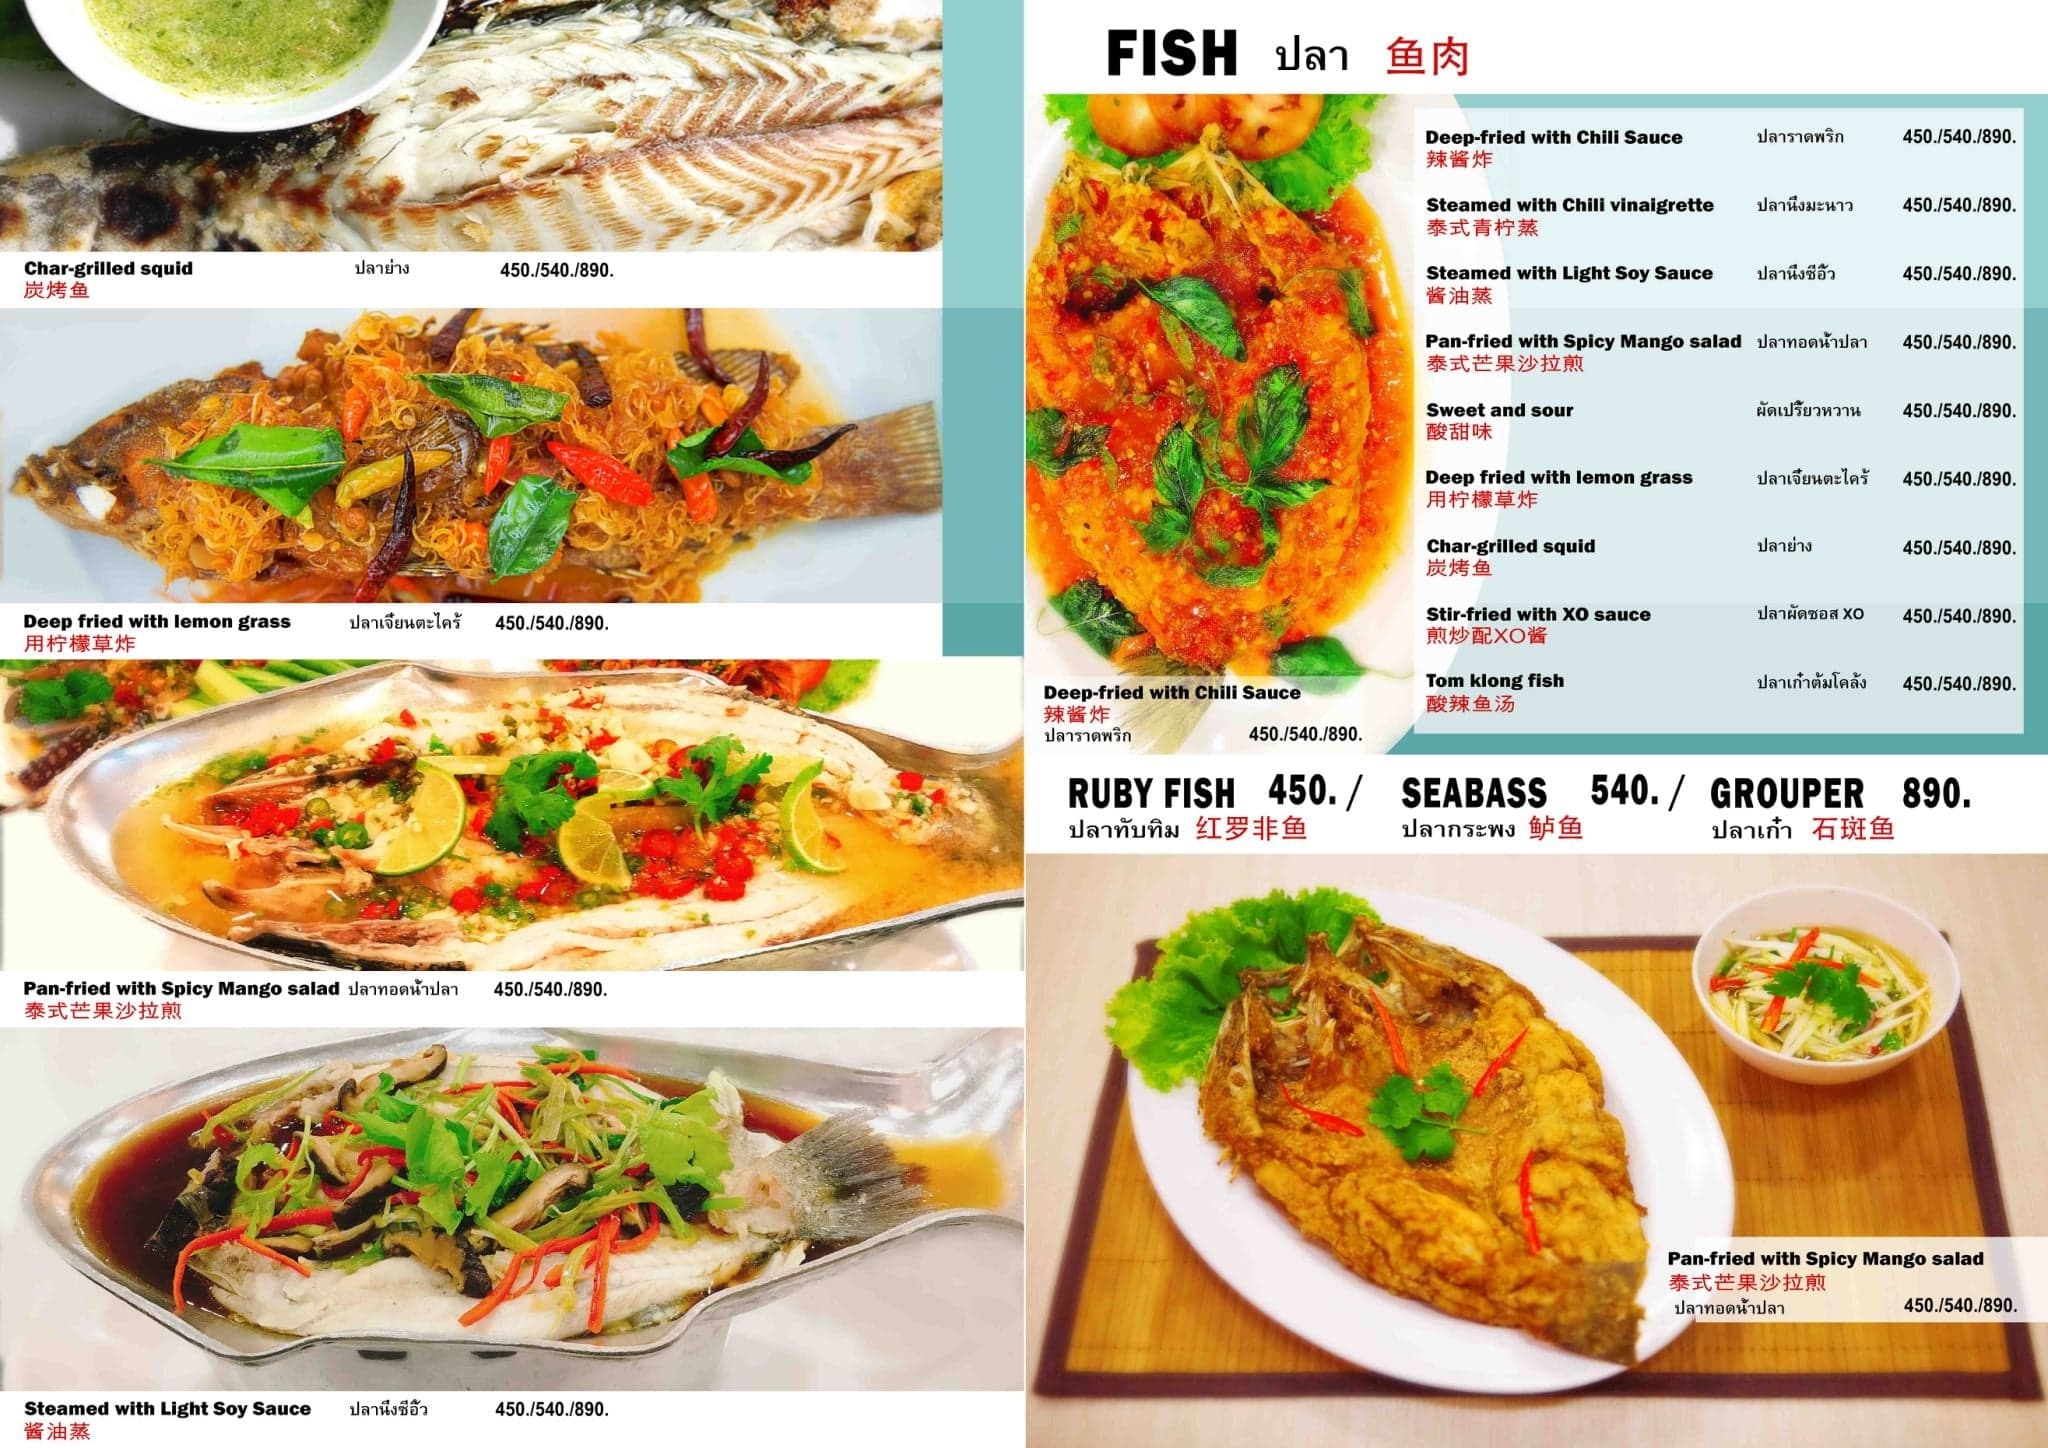 Char-grilled squid ปลาย่าง 450./540./890.
炭烤鱼
Deep fried with lemon grass ปลาเจี๋ยนตะไคร้ 450./540./890.
用柠檬草炸
Pan-fried with Spicy Mango salad ปลาทอดน้ำปลา 450./540./890.
泰式芒果沙拉煎
Steamed with Light Soy Sauce ปลานึ่งซีอิ้ว 450./540./890.
酱油蒸
FISH ปลา 鱼肉
Deep-fried with Chili Sauce ปลาราดพริก 450./540./890.
辣酱炸
Steamed with Chili vinaigrette ปลานึ่งมะนาว 450./540./890.
泰式青柠蒸
Steamed with Light Soy Sauce ปลานึ่งซีอิ้ว 450./540./890.
酱油蒸
Pan-fried with Spicy Mango salad ปลาทอดน้ำปลา 450./540./890.
泰式芒果沙拉煎
Sweet and sour ผัดเปรี้ยวหวาน 450./540./890.
酸甜味
Deep fried with lemon grass ปลาเจี๋ยนตะไคร้ 450./540./890.
用柠檬草炸
Char-grilled squid ปลาย่าง 450./540./890.
炭烤鱼
Stir-fried with XO sauce ปลาผัดซอส XO 450./540./890.
煎炒配XO酱
Tom klong fish ปลาเก๋าต้มโคล้ง 450./540./890.
酸辣鱼汤
Deep-fried with Chili Sauce
辣酱炸
ปลาราดพริก 450./540./890.
RUBY FISH 450. / SEABASS 540. / GROUPER 890.
ปลาทับทิม 红罗非鱼 ปลากระพง 鲈鱼 ปลาเก๋า 石斑鱼
Pan-fried with Spicy Mango salad
泰式芒果沙拉煎
ปลาทอดน้ำปลา 450./540./890.